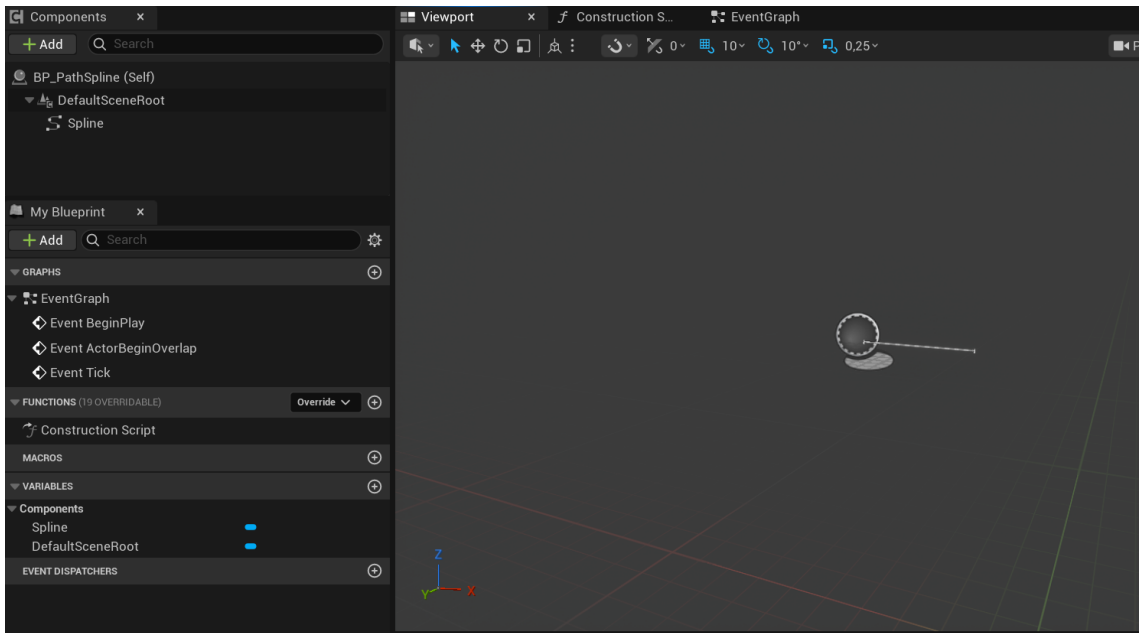 Components
Add
Search
BP_PathSpline (Self)
DefaultSceneRoot
Spline
My Blueprint
Add
Search
GRAPHS
EventGraph
Event BeginPlay
Event ActorBeginOverlap
Event Tick
FUNCTIONS (19 OVERRIDABLE)
Override
Construction Script
MACROS
VARIABLES
Components
Spline
DefaultSceneRoot
EVENT DISPATCHERS
Viewport
Construction S...
EventGraph
0
10
10°
0,25
P
Z
Y
X